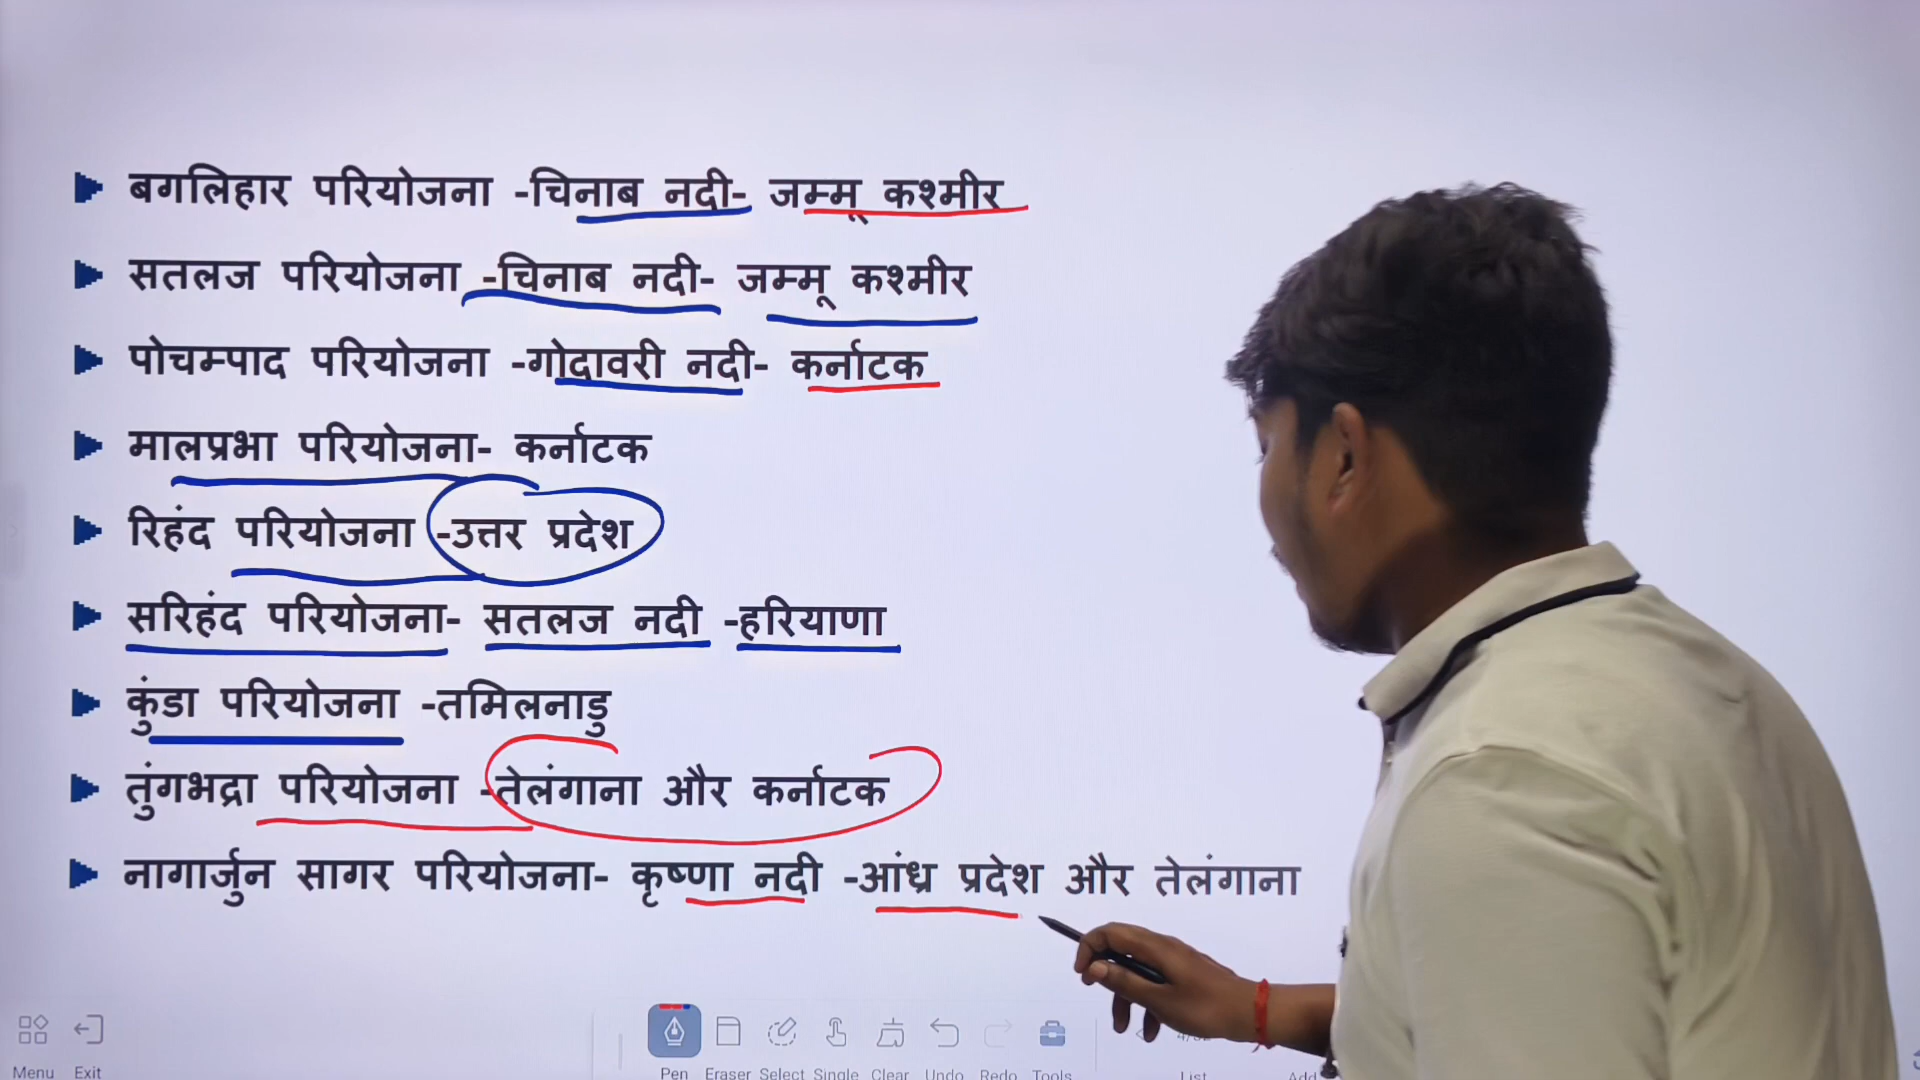 बगलिहार परियोजना -चिनाब नदी- जम्मू कश्मीर
सतलज परियोजना -चिनाब नदी- जम्मू कश्मीर
पोचम्पाद परियोजना -गोदावरी नदी- कर्नाटक
मालप्रभा परियोजना- कर्नाटक
रिहंद परियोजना -उत्तर प्रदेश
सरिहंद परियोजना- सतलज नदी -हरियाणा
कुंडा परियोजना -तमिलनाडु
तुंगभद्रा परियोजना -तेलंगाना और कर्नाटक
नागार्जुन सागर परियोजना- कृष्णा नदी -आंध्र प्रदेश और तेलंगाना
Menu Exit Pen Eraser Select Single Clear Undo Redo Tools List Add